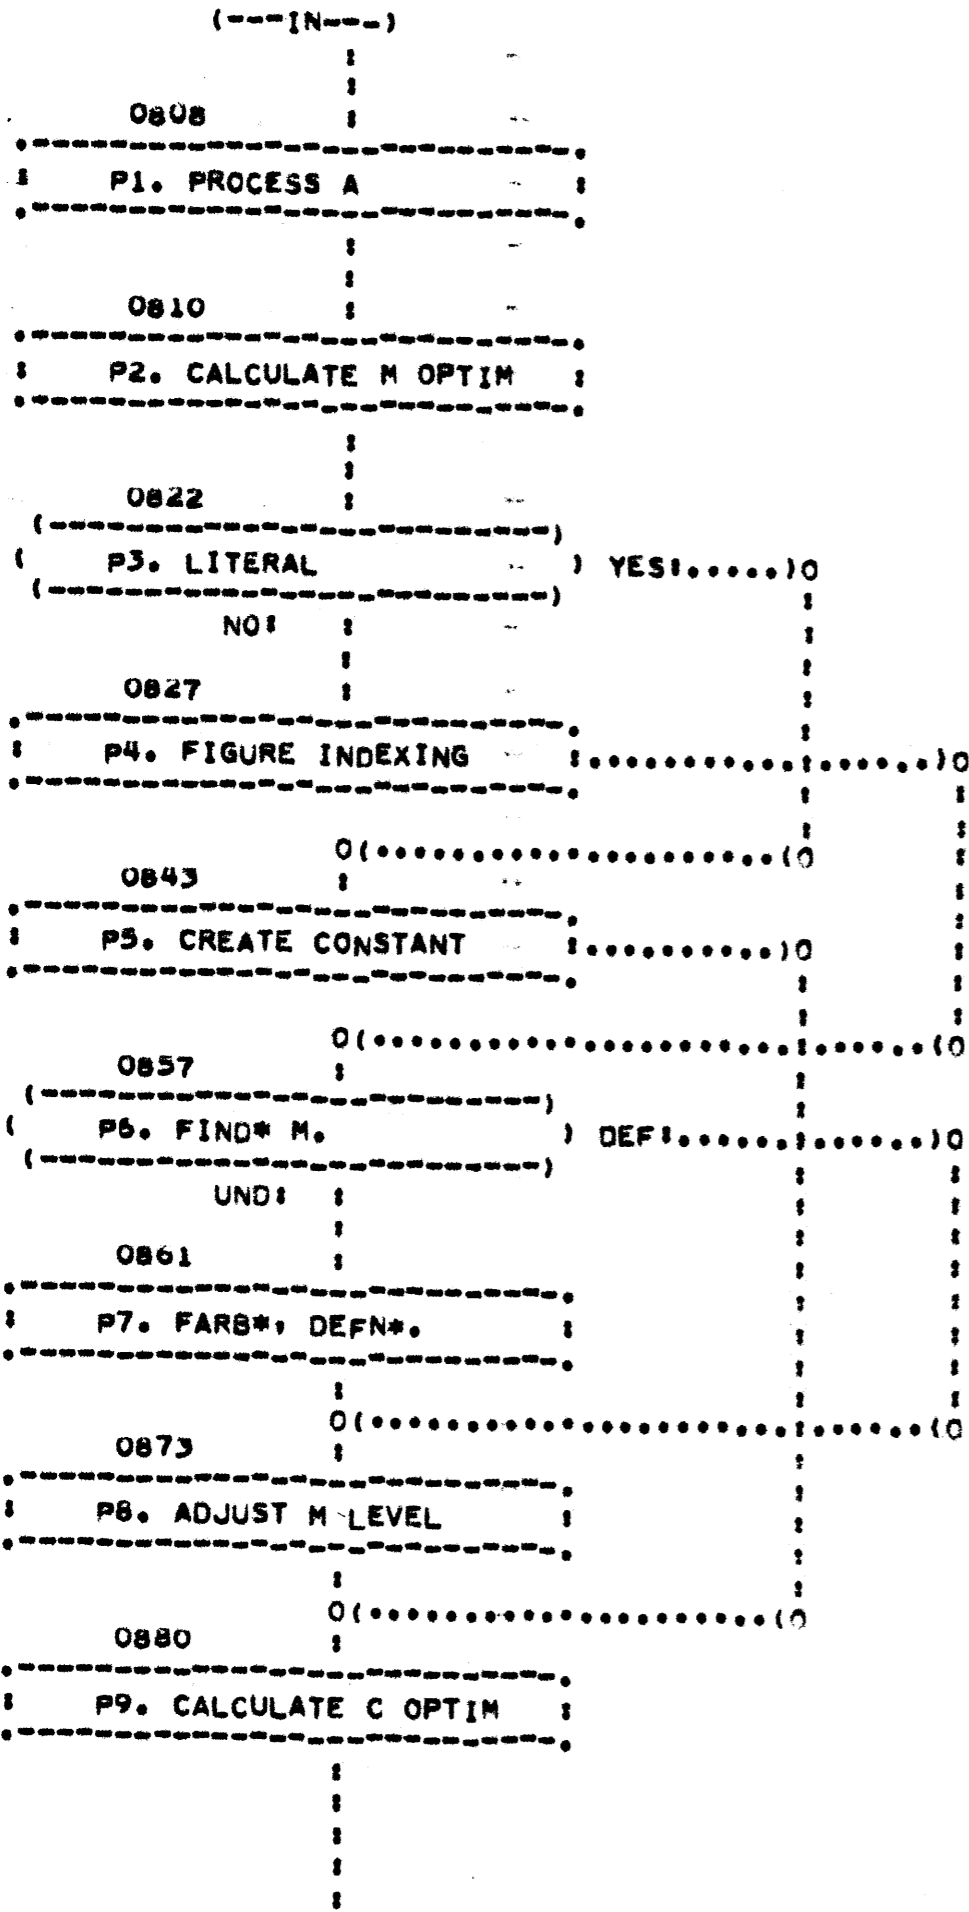 (---IN---)
0808
P1. PROCESS A
0810
P2. CALCULATE M OPTIM
0822
P3. LITERAL
YES
NO
0827
P4. FIGURE INDEXING
0843
P5. CREATE CONSTANT
0857
P6. FIND* M.
DEF
UND
0861
P7. FARB*, DEFN*.
0873
P8. ADJUST M LEVEL
0880
P9. CALCULATE C OPTIM